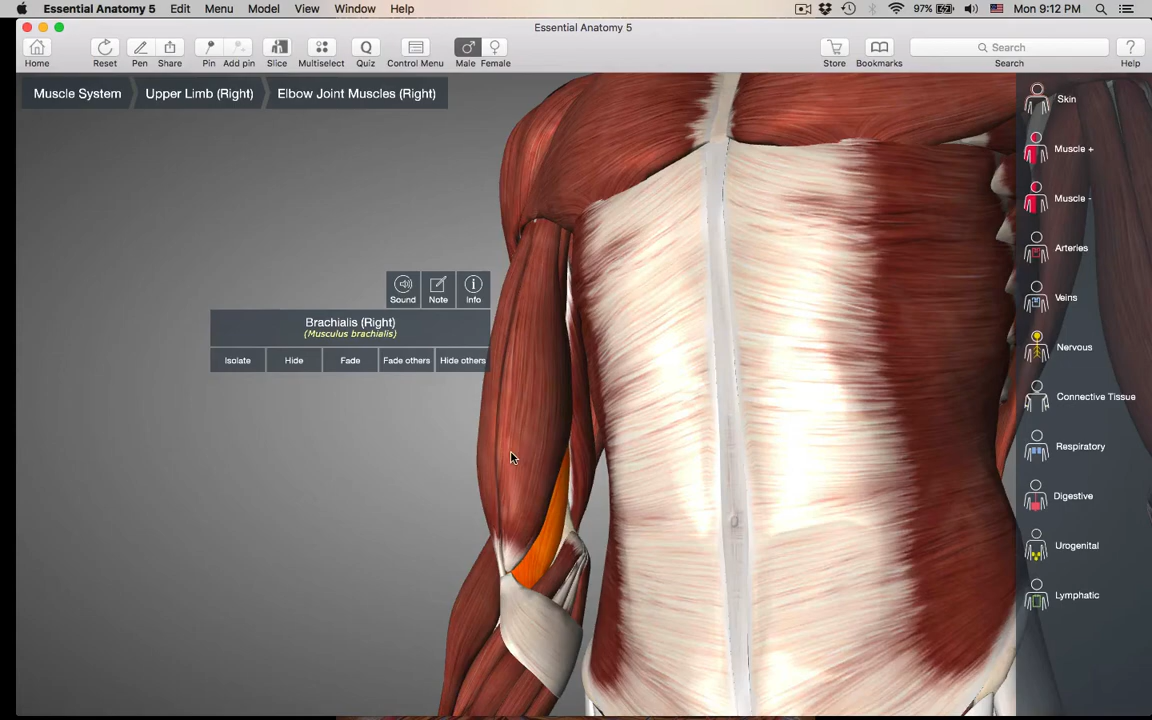 Essential Anatomy 5 Edit Menu Model View Window Help 97% Mon 9:12 PM
Essential Anatomy 5
Home Reset Pen Share Pin Add pin Slice Multiselect Quiz Control Menu Male Female Store Bookmarks Search Help
Search
Muscle System Upper Limb (Right) Elbow Joint Muscles (Right)
Skin
Muscle +
Muscle -
Arteries
Veins
Nervous
Connective Tissue
Respiratory
Digestive
Urogenital
Lymphatic
Sound Note Info
Brachialis (Right)
(Musculus brachialis)
Isolate Hide Fade Fade others Hide others